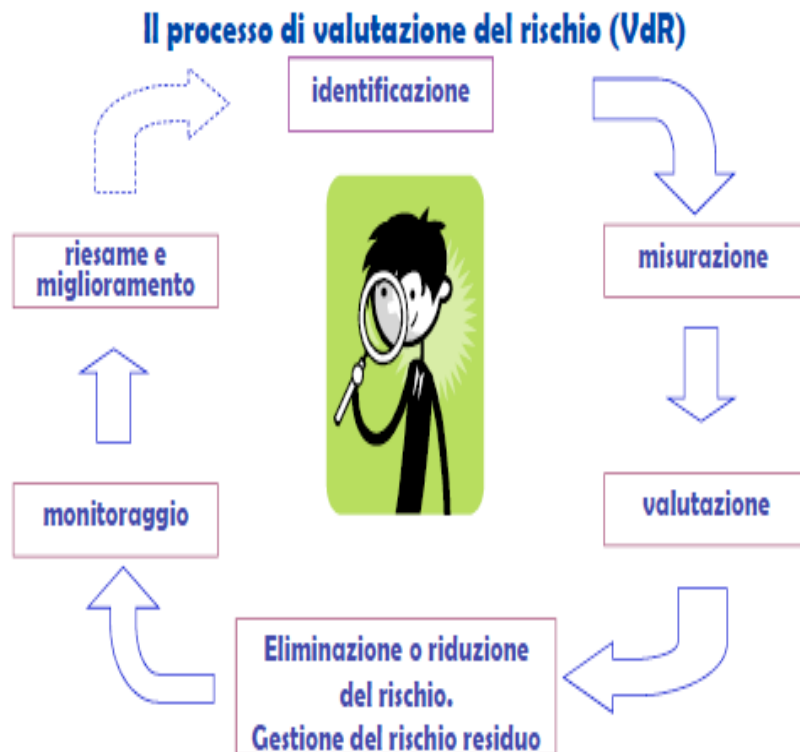 Il processo di valutazione del rischio (VdR)
identificazione
misurazione
valutazione
Eliminazione o riduzione
del rischio.
Gestione del rischio residuo
monitoraggio
riesame e
miglioramento